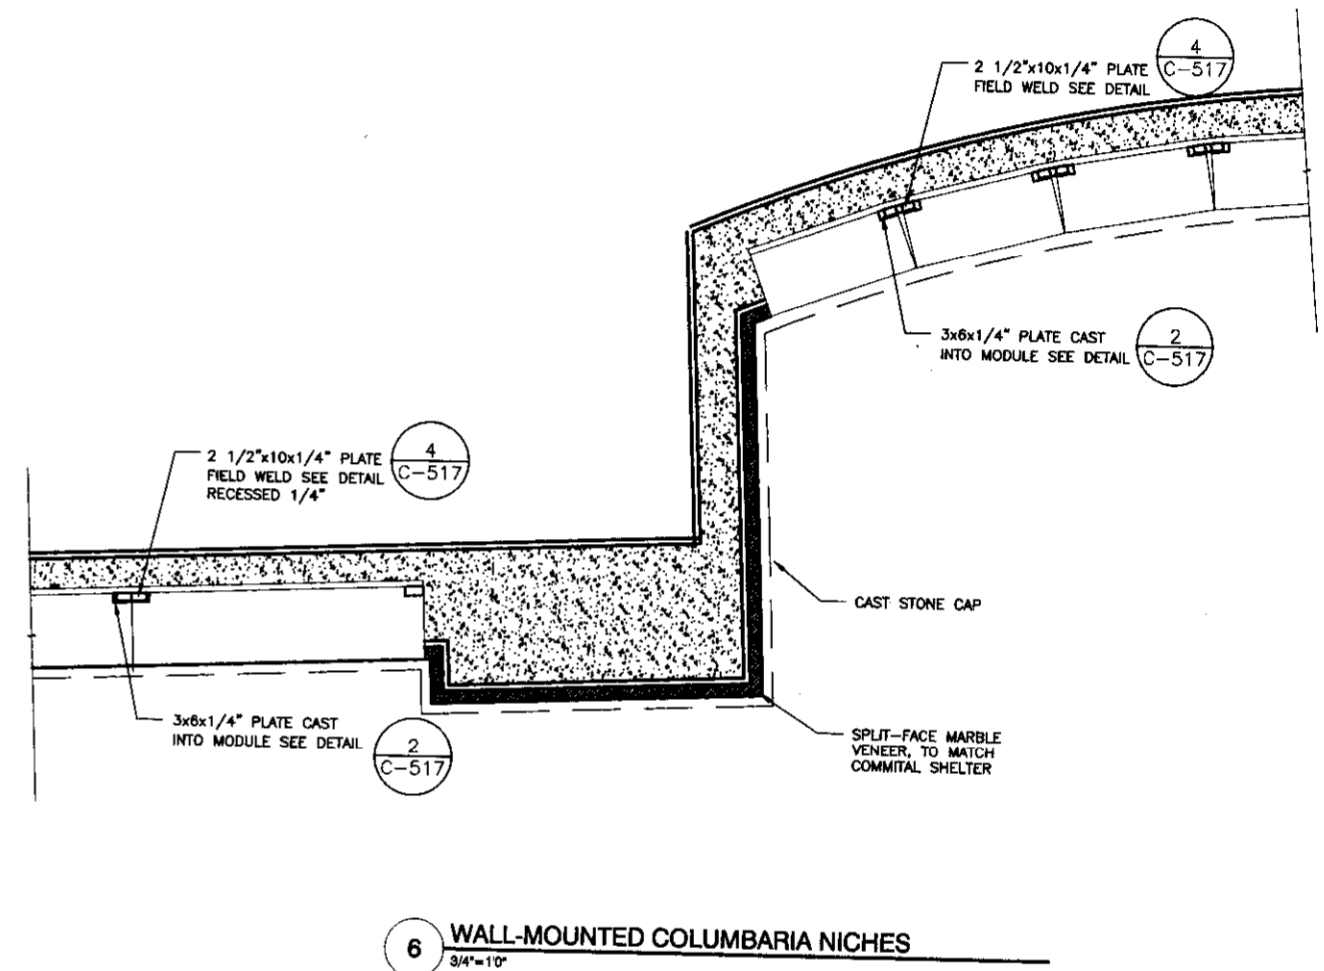 2 1/2"x10x1/4" PLATE
FIELD WELD SEE DETAIL
4
C-517
3x6x1/4" PLATE CAST
INTO MODULE SEE DETAIL
2
C-517
2 1/2"x10x1/4" PLATE
FIELD WELD SEE DETAIL
RECESSED 1/4"
4
C-517
CAST STONE CAP
3x6x1/4" PLATE CAST
INTO MODULE SEE DETAIL
2
C-517
SPLIT-FACE MARBLE
VENEER, TO MATCH
COMMITAL SHELTER
6
WALL-MOUNTED COLUMBARIA NICHES
3/4"=1'0"